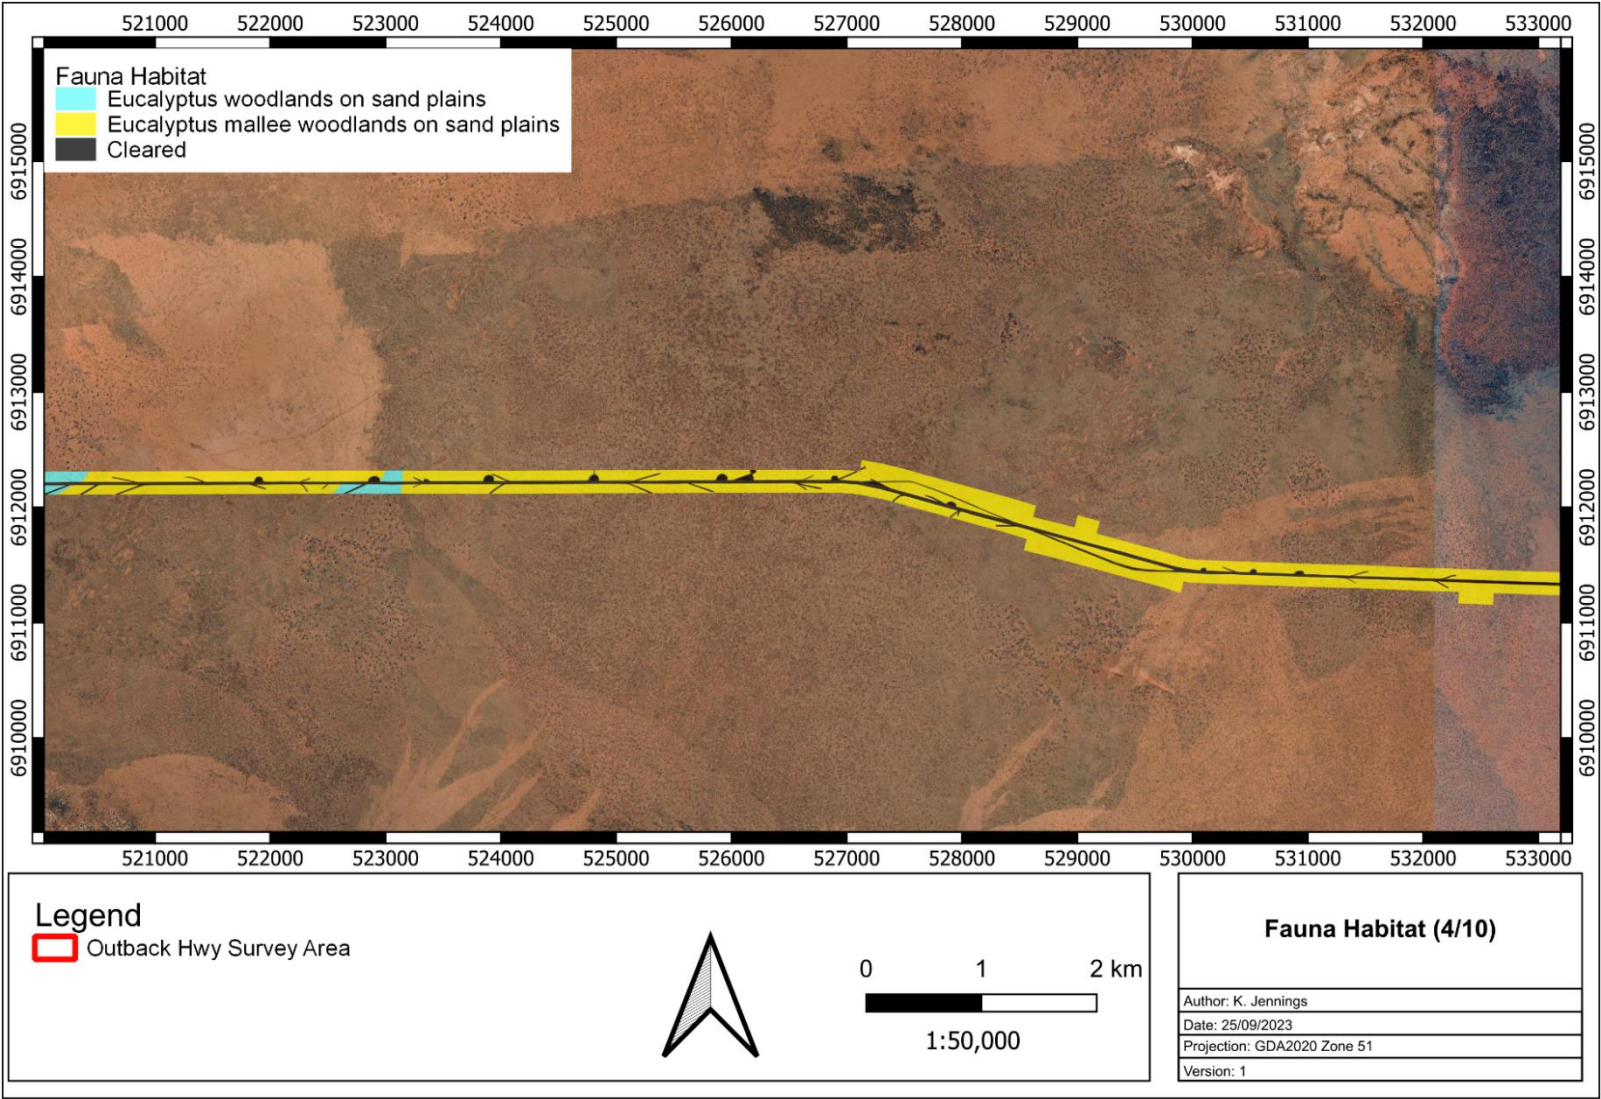 521000 522000 523000 524000 525000 526000 527000 528000 529000 530000 531000 532000 533000
Fauna Habitat
Eucalyptus woodlands on sand plains
Eucalyptus mallee woodlands on sand plains
Cleared
6915000 6915000
6914000 6914000
6913000 6913000
6912000 6912000
6911000 6911000
6910000 6910000
521000 522000 523000 524000 525000 526000 527000 528000 529000 530000 531000 532000 533000
Legend
Outback Hwy Survey Area
0 1 2 km
1:50,000
Fauna Habitat (4/10)
Author: K. Jennings
Date: 25/09/2023
Projection: GDA2020 Zone 51
Version: 1